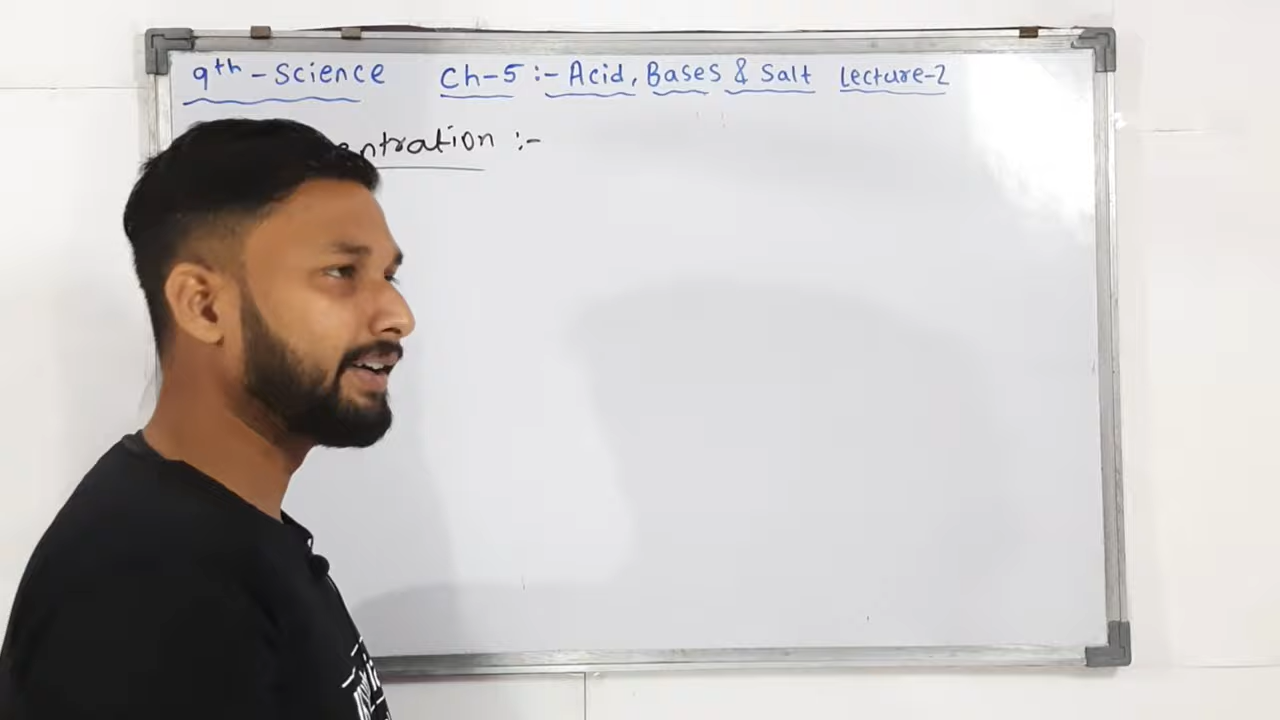 9th - Science Ch-5 :- Acid, Bases & Salt Lecture-2
entration :-